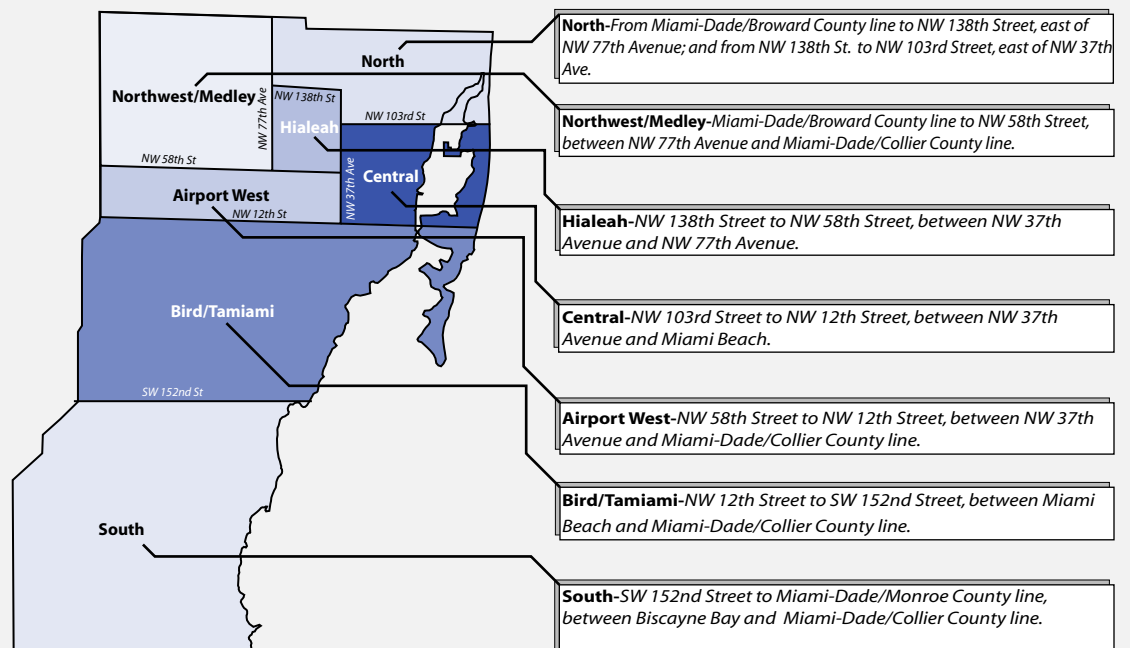 North
Northwest/Medley
NW 77th Ave
NW 138th St
NW 103rd St
Hialeah
NW 58th St
NW 37th Ave
Central
Airport West
NW 12th St
Bird/Tamiami
SW 152nd St
South
North-From Miami-Dade/Broward County line to NW 138th Street, east of
NW 77th Avenue; and from NW 138th St. to NW 103rd Street, east of NW 37th
Ave.
Northwest/Medley-Miami-Dade/Broward County line to NW 58th Street,
between NW 77th Avenue and Miami-Dade/Collier County line.
Hialeah-NW 138th Street to NW 58th Street, between NW 37th
Avenue and NW 77th Avenue.
Central-NW 103rd Street to NW 12th Street, between NW 37th
Avenue and Miami Beach.
Airport West-NW 58th Street to NW 12th Street, between NW 37th
Avenue and Miami-Dade/Collier County line.
Bird/Tamiami-NW 12th Street to SW 152nd Street, between Miami
Beach and Miami-Dade/Collier County line.
South-SW 152nd Street to Miami-Dade/Monroe County line,
between Biscayne Bay and Miami-Dade/Collier County line.